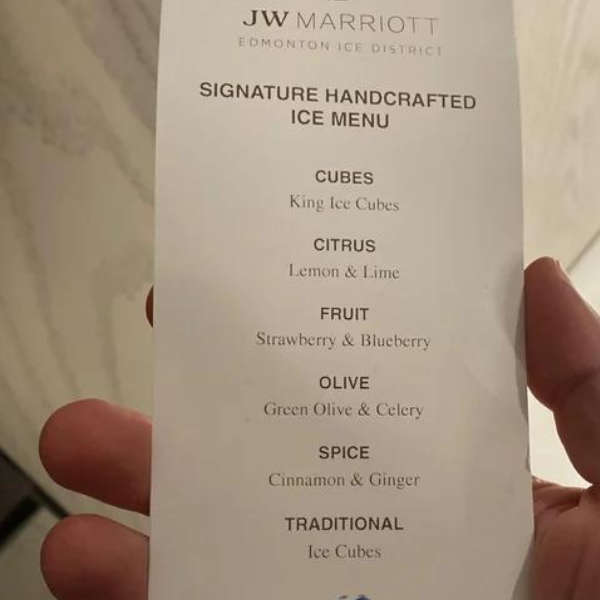 JW MARRIOTT
EDMONTON ICE DISTRICT
SIGNATURE HANDCRAFTED
ICE MENU
CUBES
King Ice Cubes
CITRUS
Lemon & Lime
FRUIT
Strawberry & Blueberry
OLIVE
Green Olive & Celery
SPICE
Cinnamon & Ginger
TRADITIONAL
Ice Cubes